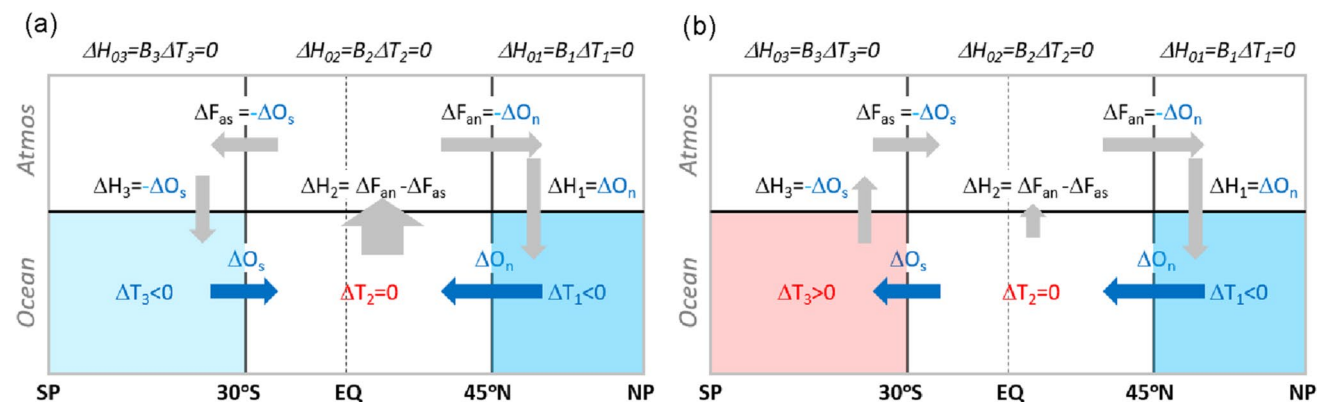 (a)
ΔH₀₃=B₃ΔT₃=0 ΔH₀₂=B₂ΔT₂=0 ΔH₀₁=B₁ΔT₁=0
Atmos
ΔFₐₛ =-ΔOₛ ΔFₐₙ=-ΔOₙ
ΔH₃=-ΔOₛ ΔH₂= ΔFₐₙ -ΔFₐₛ ΔH₁=ΔOₙ
Ocean
ΔOₛ ΔOₙ
ΔT₃<0 ΔT₂=0 ΔT₁<0
SP 30°S EQ 45°N NP
(b)
ΔH₀₃=B₃ΔT₃=0 ΔH₀₂=B₂ΔT₂=0 ΔH₀₁=B₁ΔT₁=0
Atmos
ΔFₐₛ =-ΔOₛ ΔFₐₙ=-ΔOₙ
ΔH₃=-ΔOₛ ΔH₂= ΔFₐₙ -ΔFₐₛ ΔH₁=ΔOₙ
Ocean
ΔOₛ ΔOₙ
ΔT₃>0 ΔT₂=0 ΔT₁<0
SP 30°S EQ 45°N NP